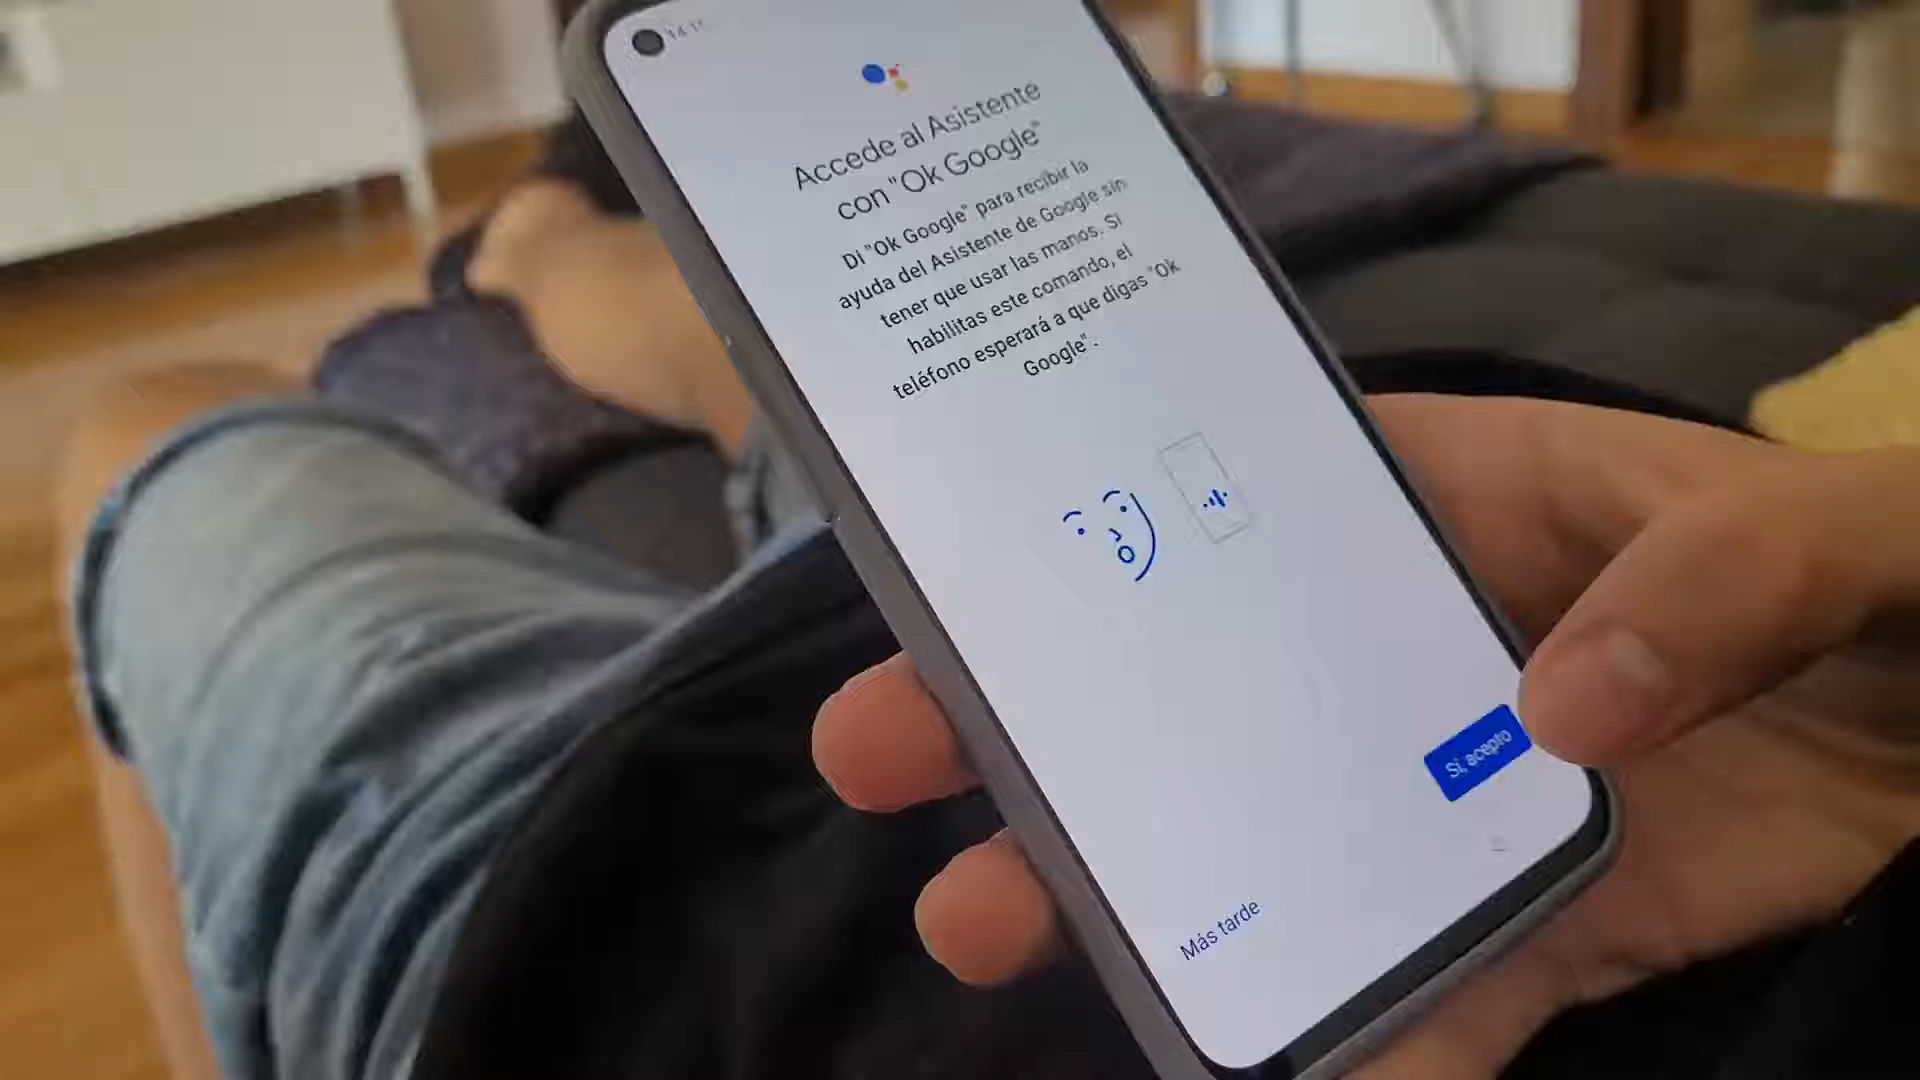 Accede al Asistente
con "Ok Google"
Di "Ok Google" para recibir la
ayuda del Asistente de Google sin
tener que usar las manos. Si
habilitas este comando, el
teléfono esperará a que digas "Ok
Google".
Sí, acepto
Más tarde